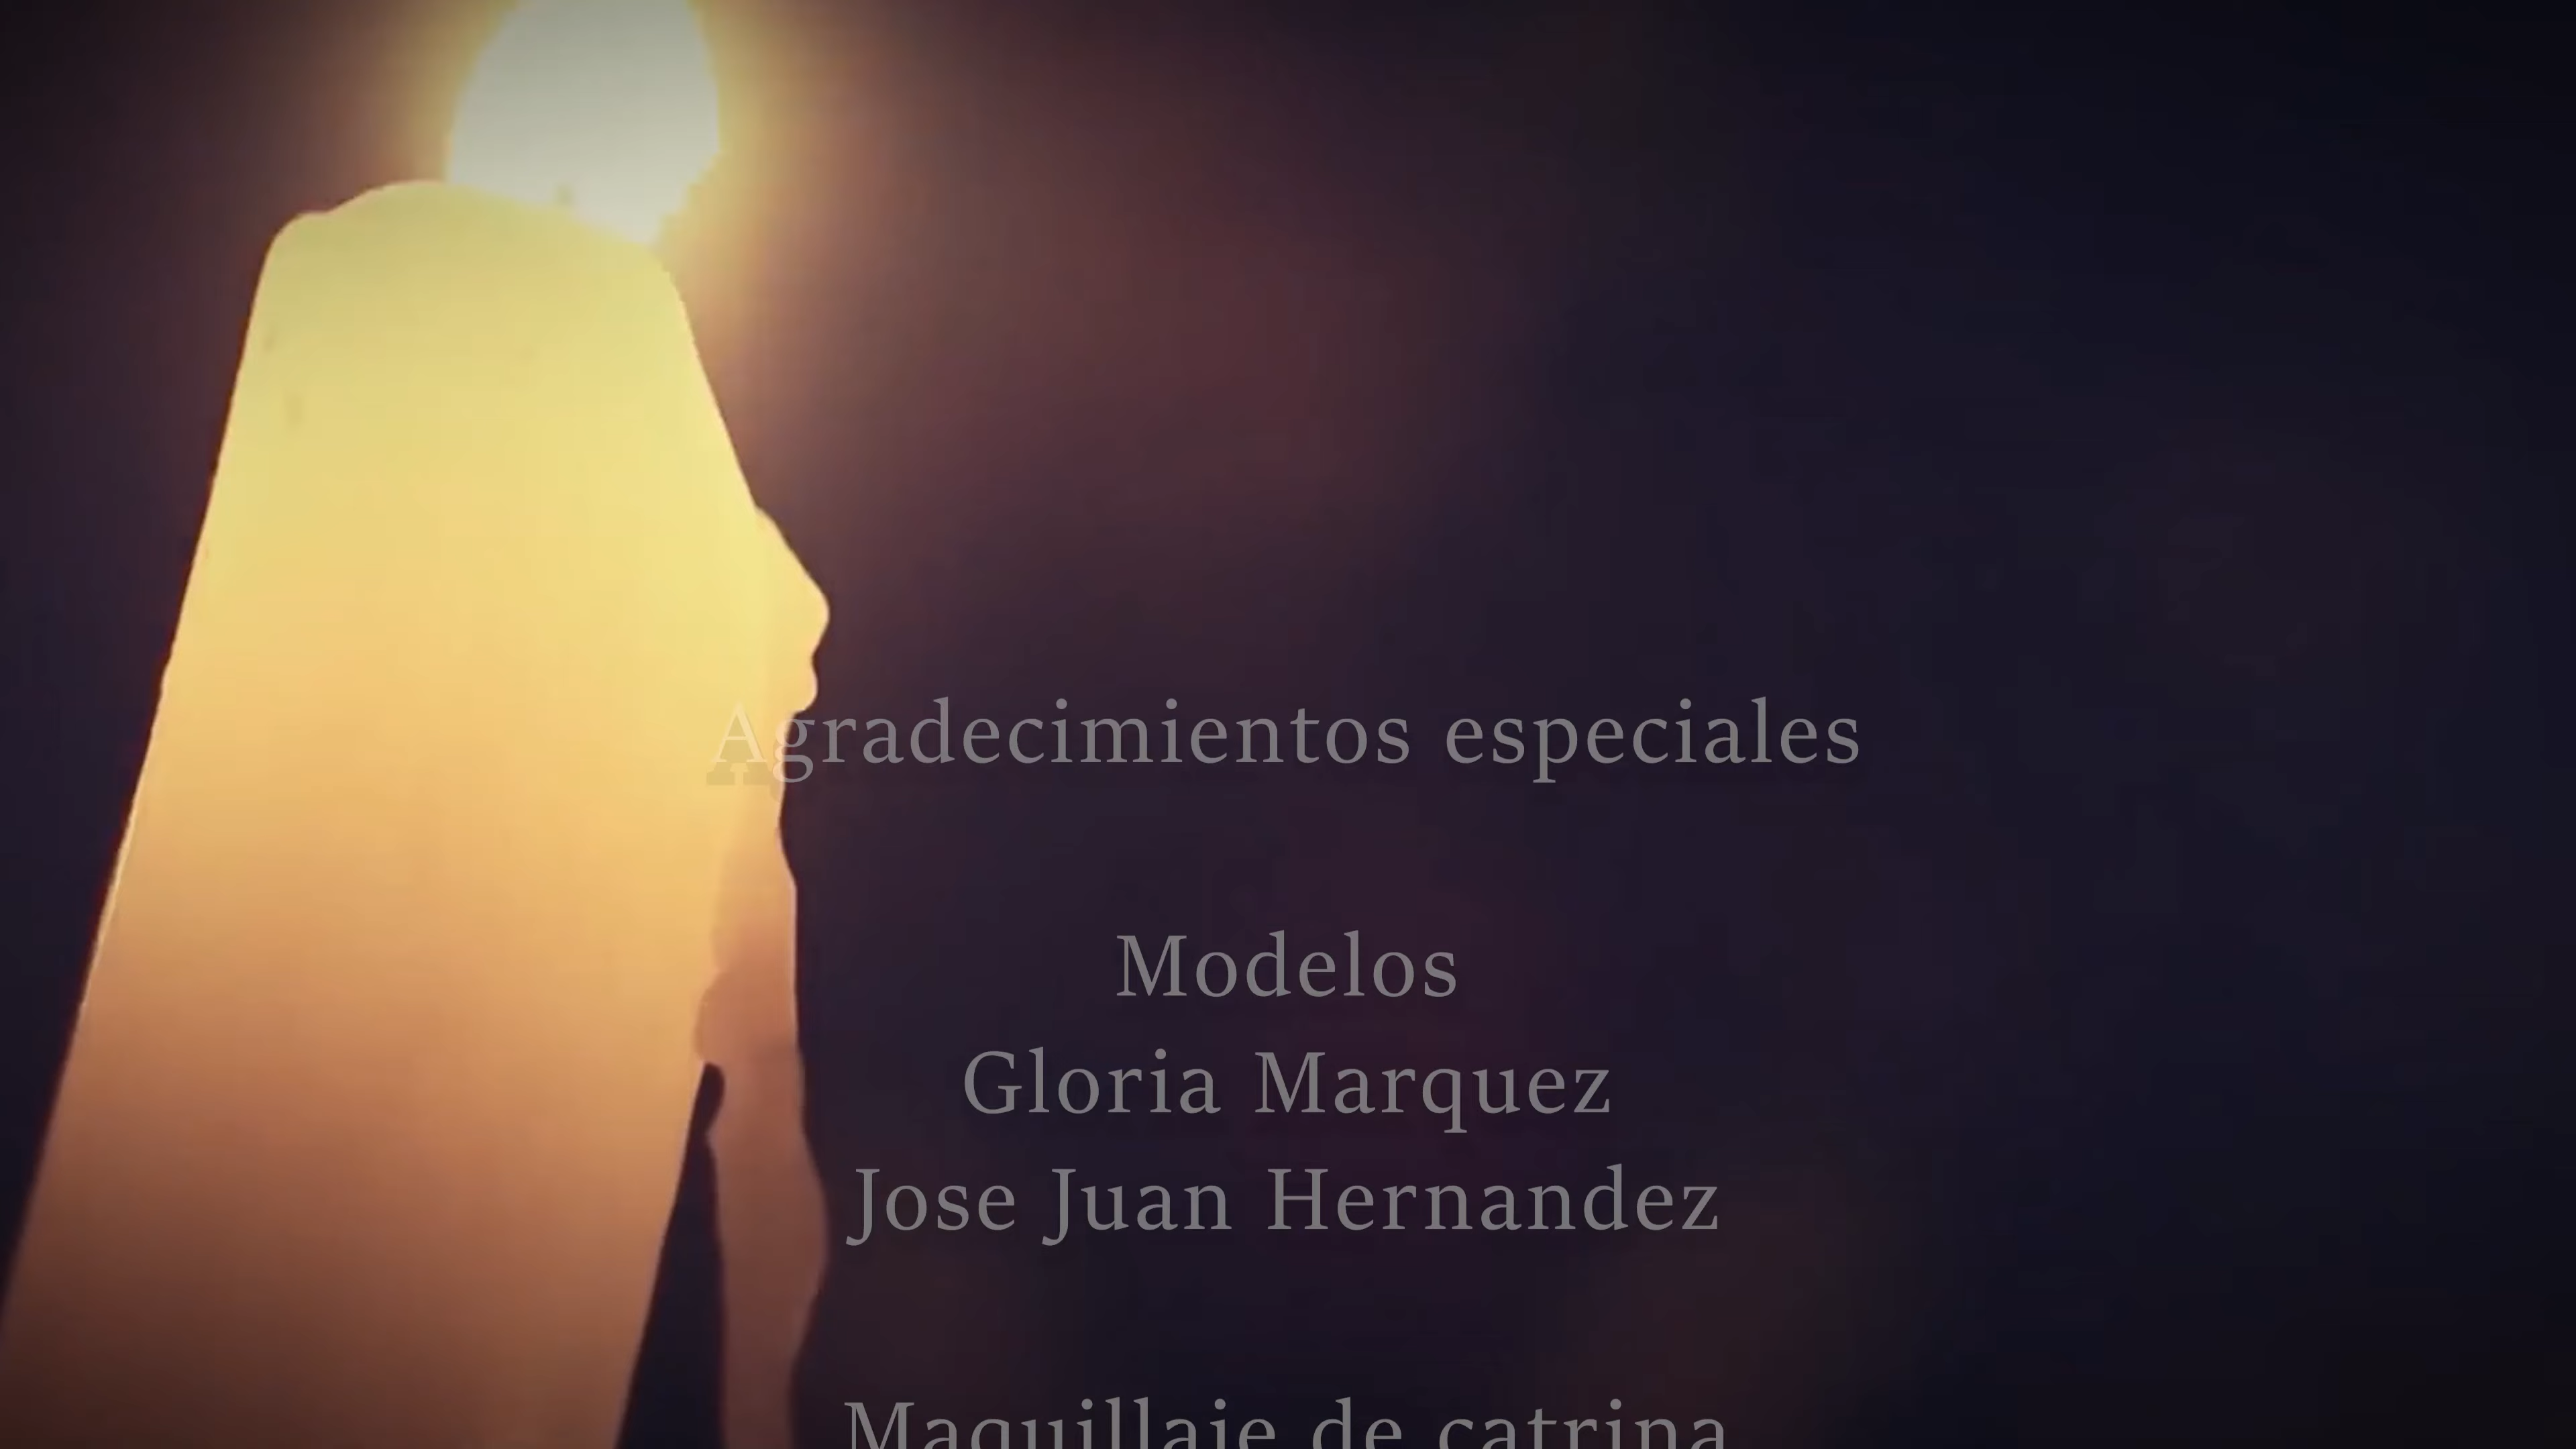 Agradecimientos especiales
Modelos
Gloria Marquez
Jose Juan Hernandez
Maquillaje de catrina